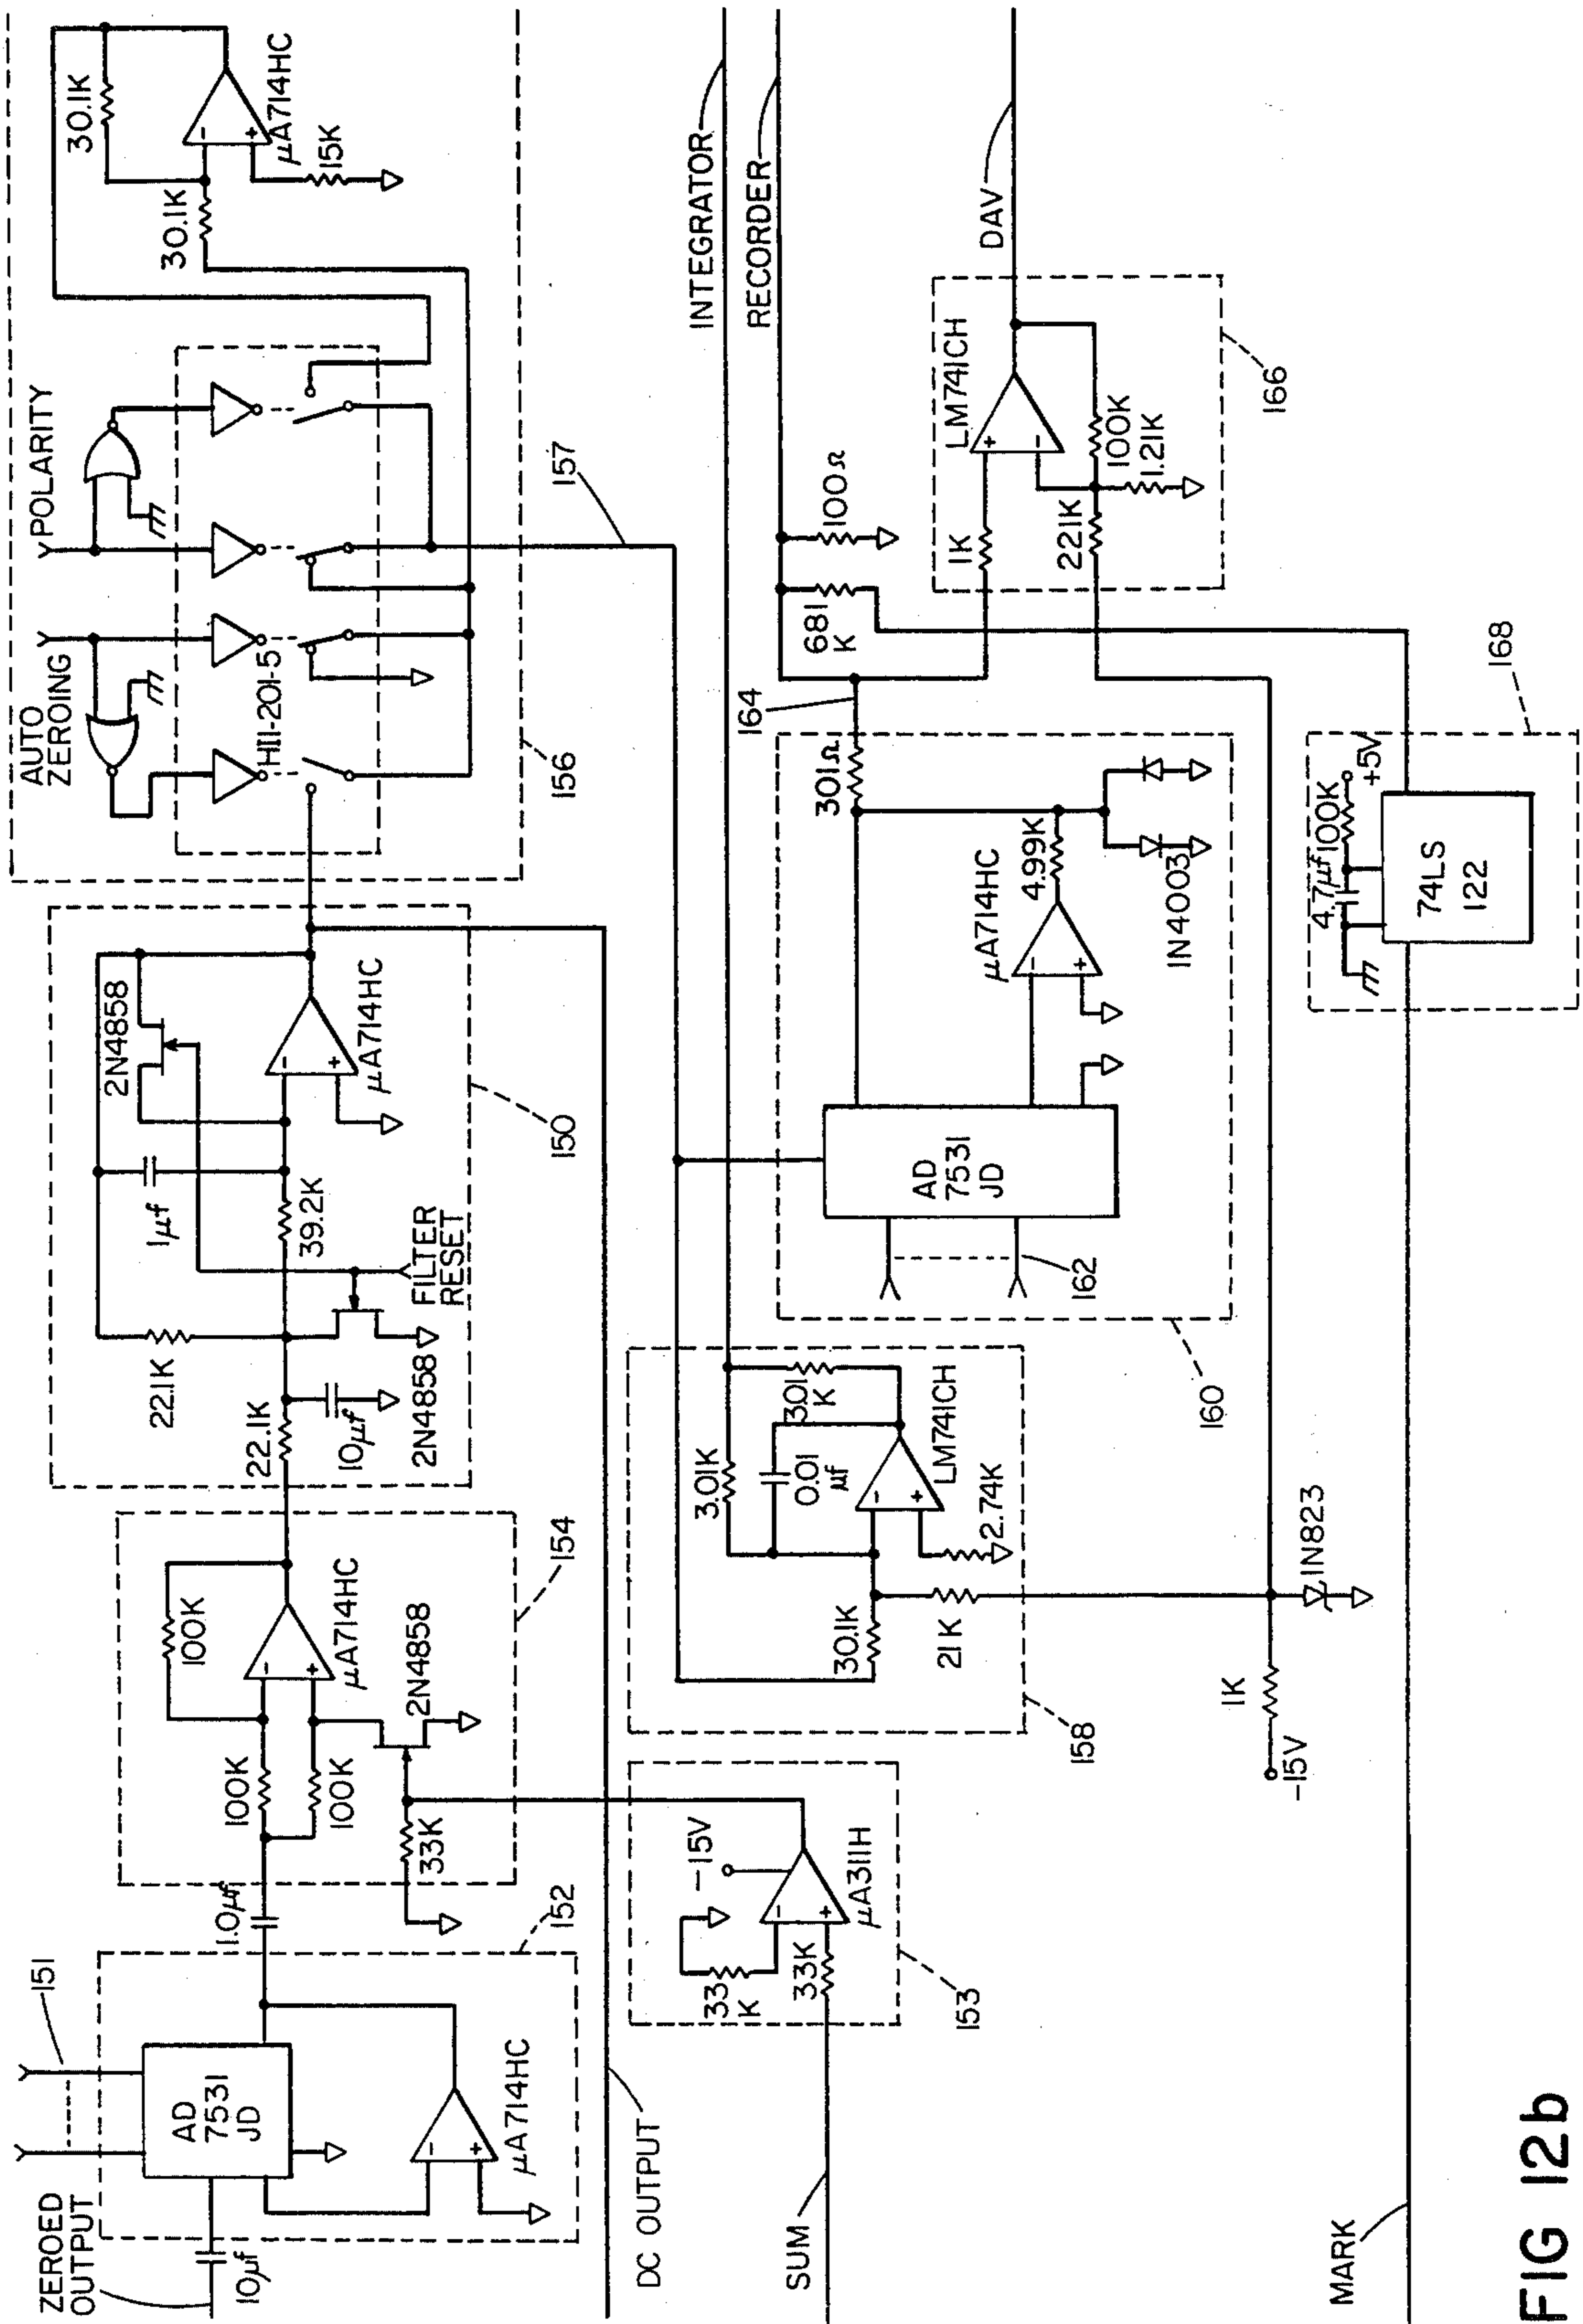 ZEROED
OUTPUT
10μf
151
AD
7531
JD
μA714HC
-
+
152
1.0μf
100K
100K
100K
-
+
μA714HC
33K
2N4858
154
22.1K
10μf
22.1K
2N4858
FILTER
RESET
39.2K
1μf
2N4858
-
+
μA714HC
150
AUTO
ZEROING
POLARITY
HI1-201-5
156
30.1K
30.1K
-
+
μA714HC
15K
157
DC OUTPUT
SUM
33
K
33K
-15V
-
+
μA311H
153
30.1K
21K
3.01K
0.01
μf
3.01
K
-
+
LM741CH
2.74K
158
AD
7531
JD
162
μA714HC
-
+
4.99K
1N4003
301Ω
160
164
INTEGRATOR
RECORDER
681
K
100Ω
1K
221K
LM741CH
+
-
100K
1.21K
DAV
166
-15V
1K
1N823
MARK
4.7μf
100K
+5V
74LS
122
168
FIG 12b